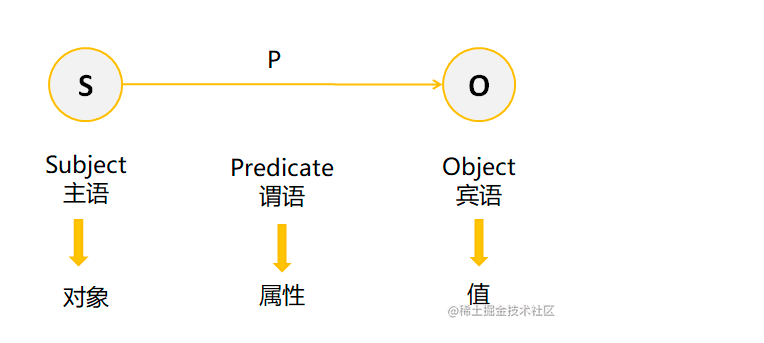 P
S
O
Subject
主语
Predicate
谓语
Object
宾语
对象
属性
值
@稀土掘金技术社区